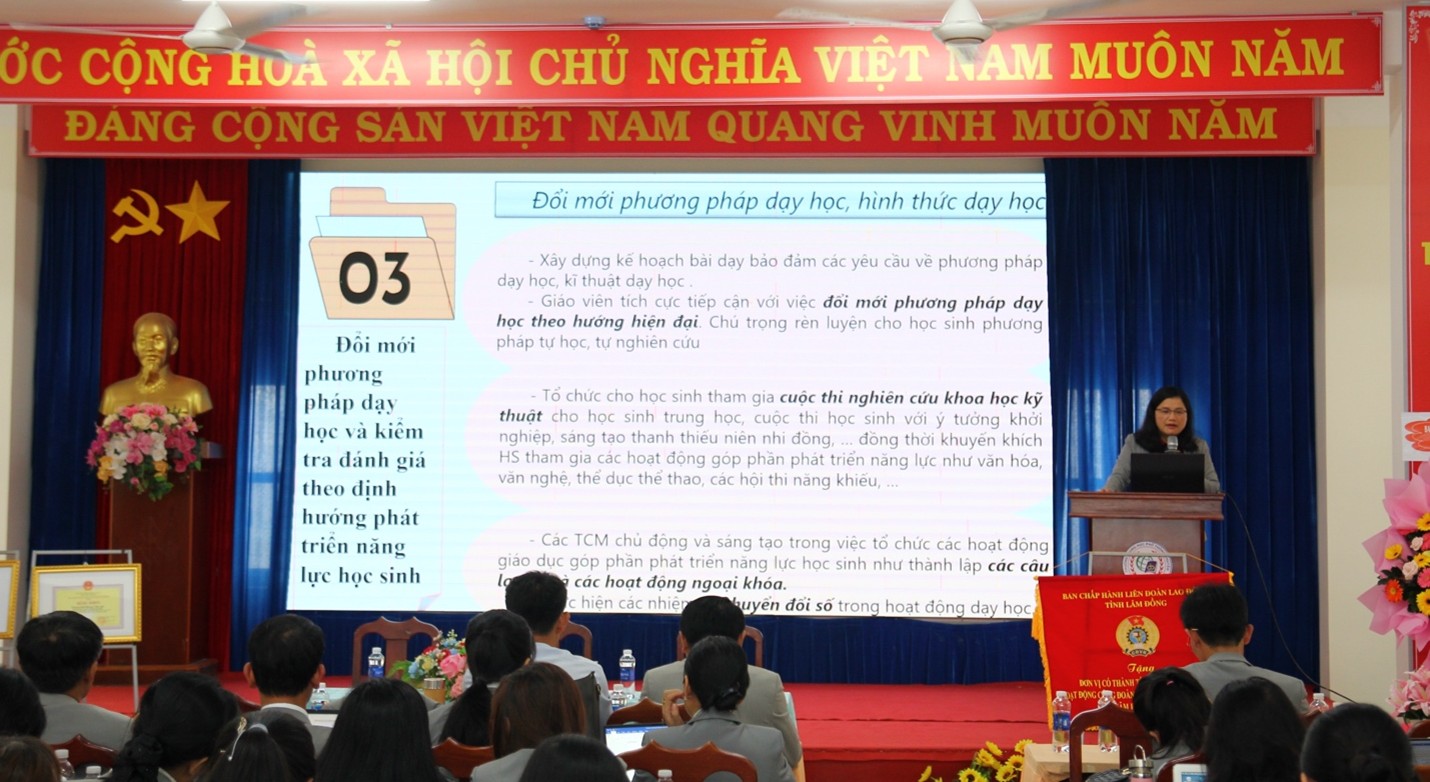 ỚC CỘNG HOÀ XÃ HỘI CHỦ NGHĨA VIỆT NAM MUÔN NĂM
ĐẢNG CỘNG SẢN VIỆT NAM QUANG VINH MUÔN NĂM
03
Đổi mới
phương
pháp dạy
học và kiểm
tra đánh giá
theo định
hướng phát
triển năng
lực học sinh
Đổi mới phương pháp dạy học, hình thức dạy học
- Xây dựng kế hoạch bài dạy bảo đảm các yêu cầu về phương pháp
dạy học, kĩ thuật dạy học .
- Giáo viên tích cực tiếp cận với việc đổi mới phương pháp dạy
học theo hướng hiện đại. Chú trọng rèn luyện cho học sinh phương
pháp tự học, tự nghiên cứu
- Tổ chức cho học sinh tham gia cuộc thi nghiên cứu khoa học kỹ
thuật cho học sinh trung học, cuộc thi học sinh với ý tưởng khởi
nghiệp, sáng tạo thanh thiếu niên nhi đồng, ... đồng thời khuyến khích
HS tham gia các hoạt động góp phần phát triển năng lực như văn hóa,
văn nghệ, thể dục thể thao, các hội thi năng khiếu, ...
- Các TCM chủ động và sáng tạo trong việc tổ chức các hoạt động
giáo dục góp phần phát triển năng lực học sinh như thành lập các câu
và các hoạt động ngoại khóa.
hiện các nhiệm chuyển đổi số trong hoạt động dạy học.
BAN CHẤP HÀNH LIÊN ĐOÀN LAO
TỈNH LÂM ĐỒNG
Tặng
ĐƠN VỊ CÓ THÀNH